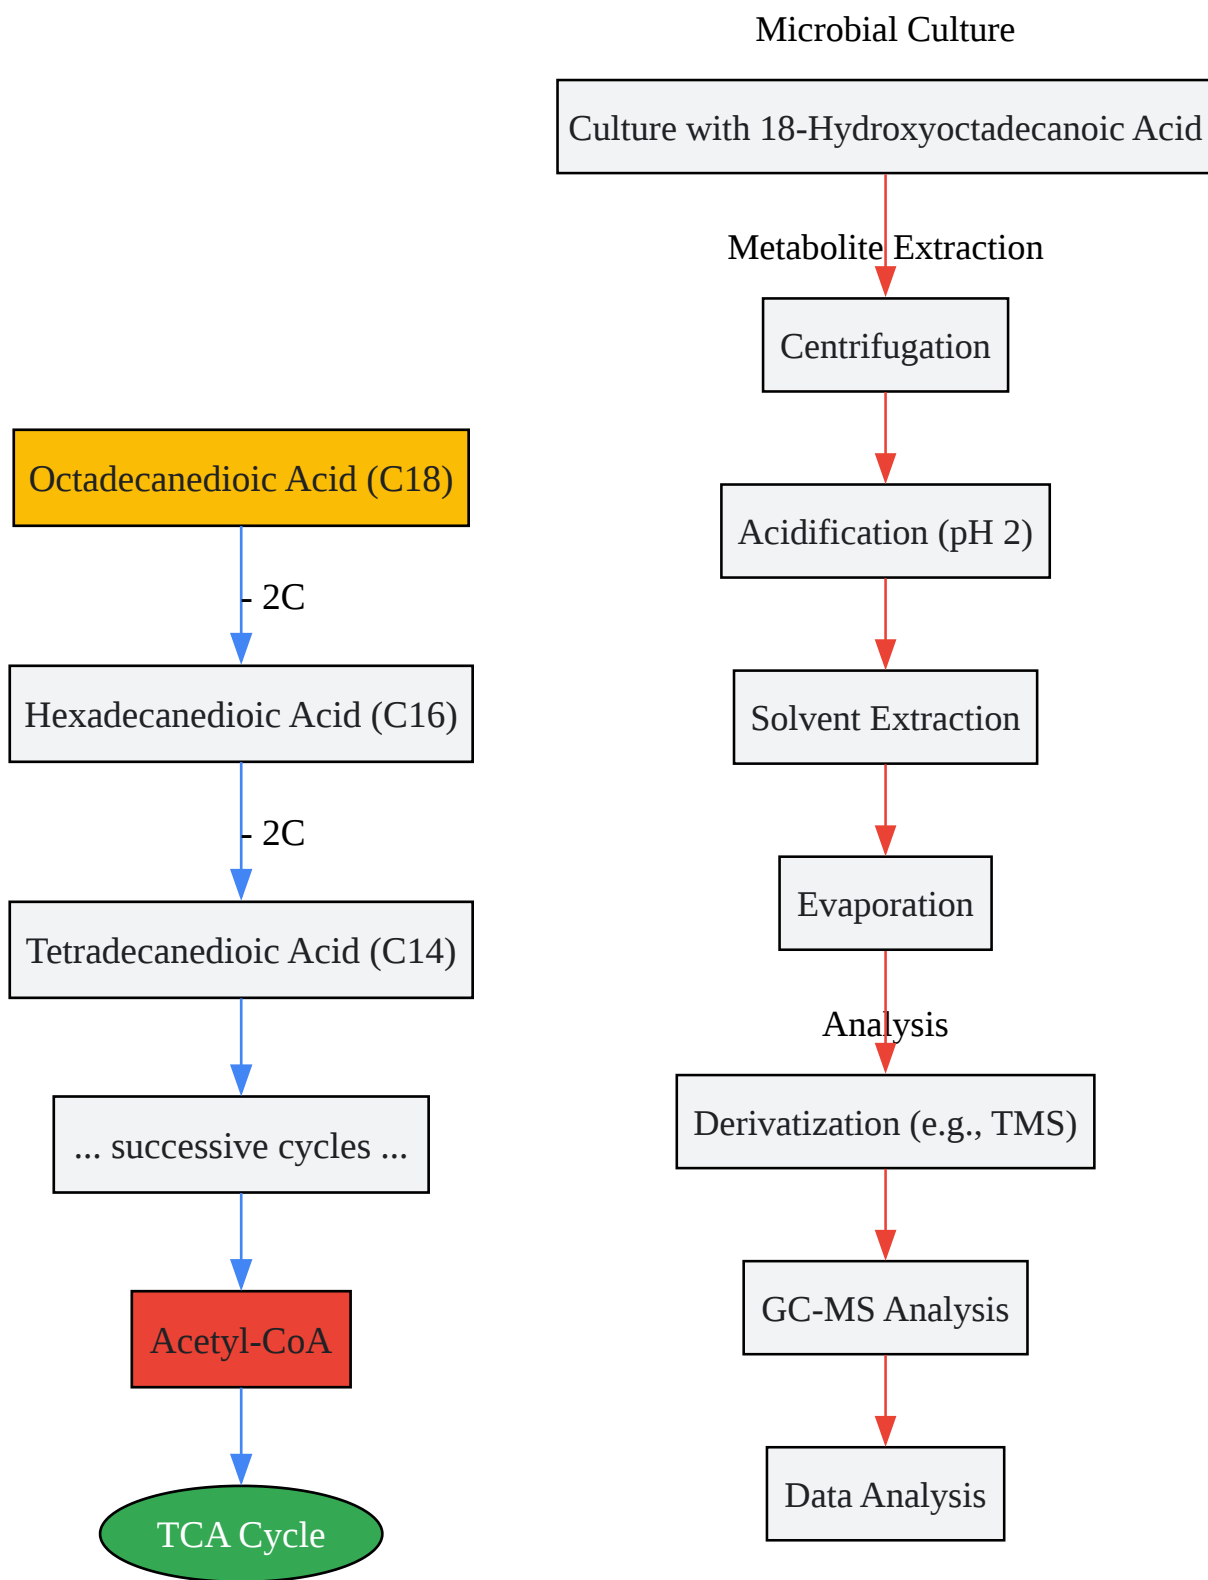 Octadecanedioic Acid (C18)
- 2C
Hexadecanedioic Acid (C16)
- 2C
Tetradecanedioic Acid (C14)
... successive cycles ...
Acetyl-CoA
TCA Cycle
Microbial Culture
Culture with 18-Hydroxyoctadecanoic Acid
Metabolite Extraction
Centrifugation
Acidification (pH 2)
Solvent Extraction
Evaporation
Analysis
Derivatization (e.g., TMS)
GC-MS Analysis
Data Analysis